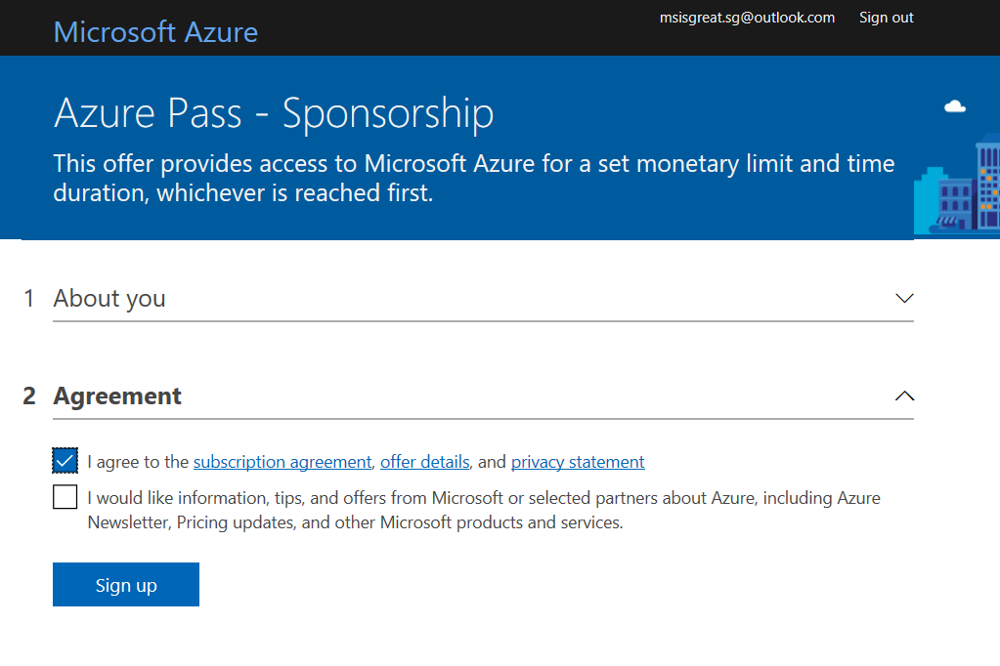 Microsoft Azure
msisgreat.sg@outlook.com Sign out
Azure Pass - Sponsorship
This offer provides access to Microsoft Azure for a set monetary limit and time
duration, whichever is reached first.
1 About you
2 Agreement
I agree to the subscription agreement, offer details, and privacy statement
I would like information, tips, and offers from Microsoft or selected partners about Azure, including Azure
Newsletter, Pricing updates, and other Microsoft products and services.
Sign up